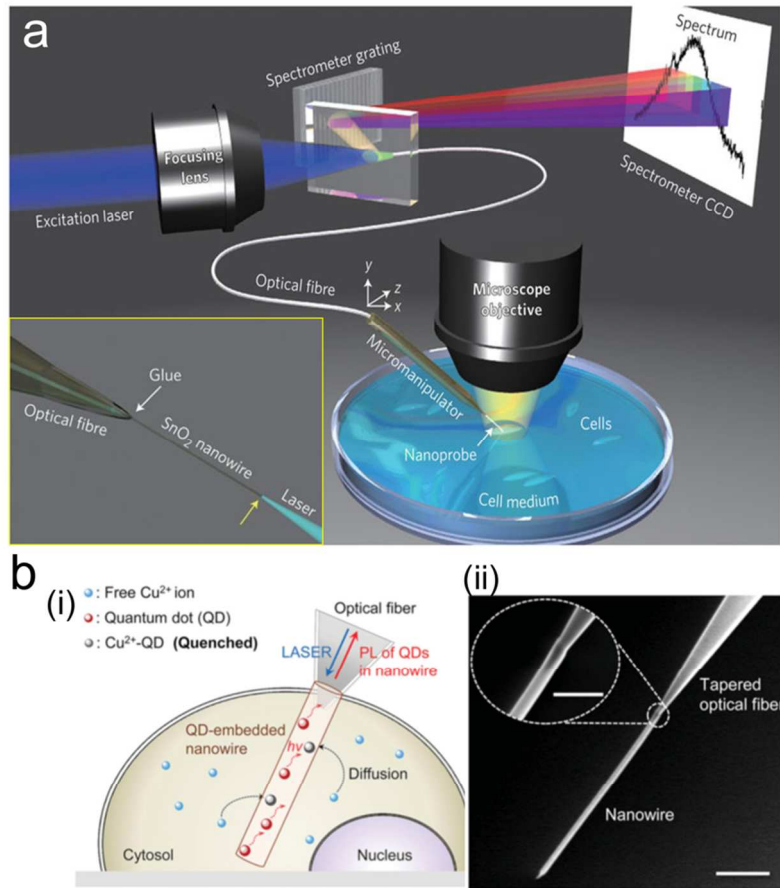 a
Spectrometer grating
Spectrum
Focusing
lens
Excitation laser
Spectrometer CCD
Optical fibre
y
z
x
Microscope
objective
Micromanipulator
Nanoprobe
Cells
Cell medium
Glue
Optical fibre
SnO₂ nanowire
Laser
b
(i)
: Free Cu²⁺ ion
: Quantum dot (QD)
: Cu²⁺-QD (Quenched)
Optical fiber
LASER
PL of QDs
in nanowire
QD-embedded
nanowire
hν
Diffusion
Cytosol
Nucleus
(ii)
Tapered
optical fiber
Nanowire